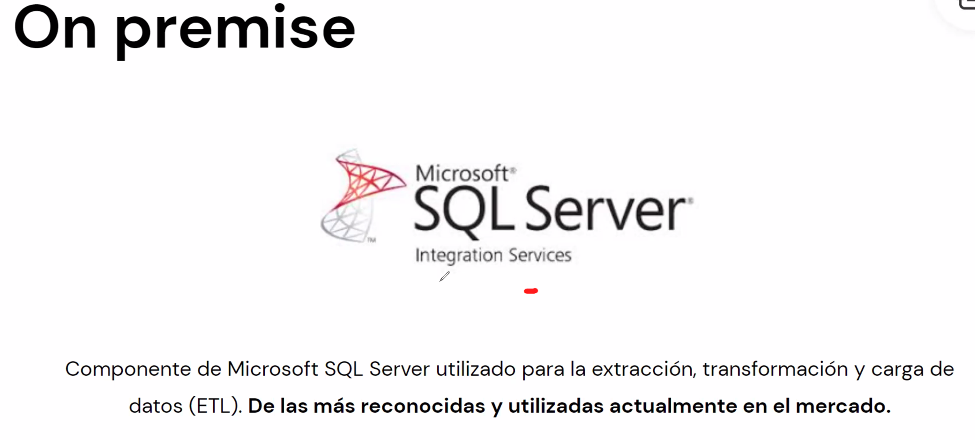 On premise
Microsoft®
SQL Server®
TM
Integration Services
Componente de Microsoft SQL Server utilizado para la extracción, transformación y carga de
datos (ETL). De las más reconocidas y utilizadas actualmente en el mercado.